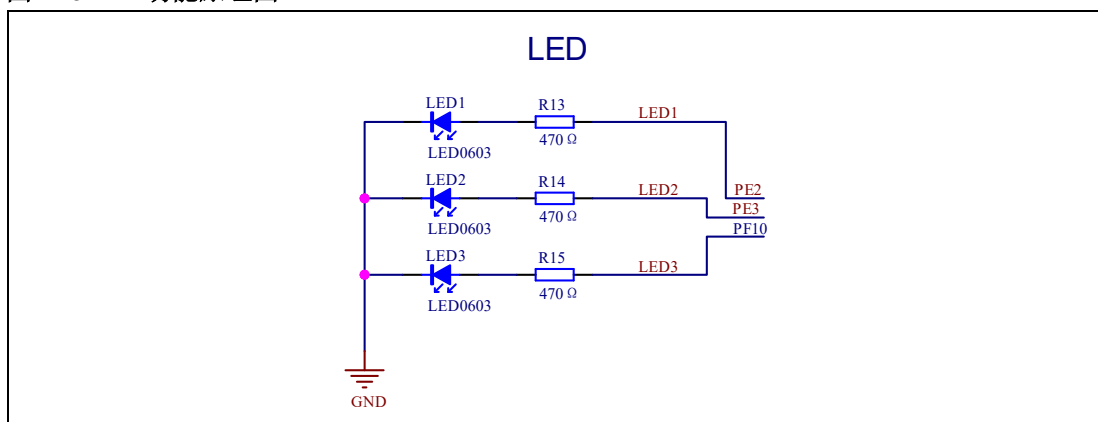 LED
LED1
R13
LED1
470 Ω
LED0603
LED2
R14
LED2
PE2
470 Ω
PE3
LED0603
PF10
LED3
R15
LED3
470 Ω
LED0603
GND